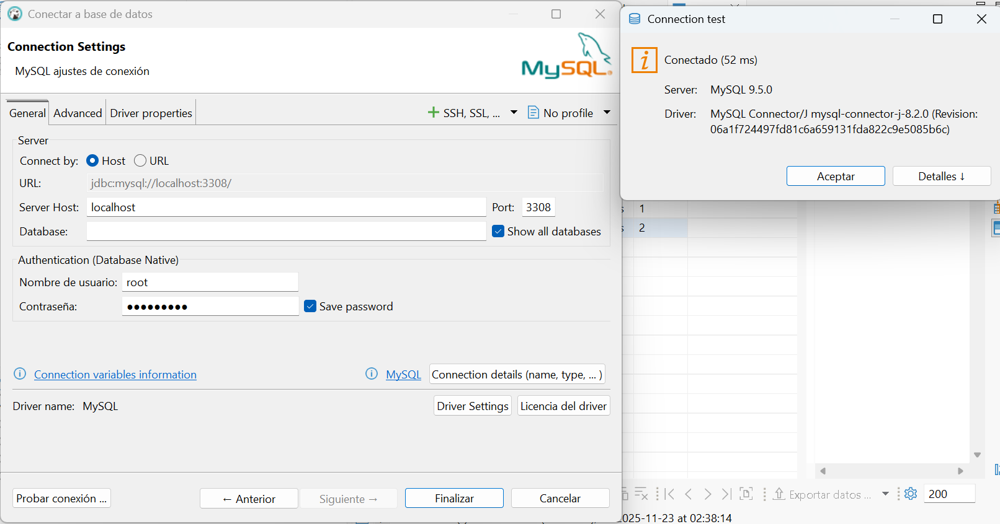 Conectar a base de datos
Connection Settings
MySQL ajustes de conexión
MySQL®
General
Advanced
Driver properties
SSH, SSL, ...
No profile
Server
Connect by:
Host
URL
URL:
jdbc:mysql://localhost:3308/
Server Host:
localhost
Port:
3308
Database:
Show all databases
Authentication (Database Native)
Nombre de usuario:
root
Contraseña:
●●●●●●●●●
Save password
Connection variables information
MySQL
Connection details (name, type, ... )
Driver name:
MySQL
Driver Settings
Licencia del driver
Probar conexión ...
← Anterior
Siguiente →
Finalizar
Cancelar
Connection test
Conectado (52 ms)
Server:
MySQL 9.5.0
Driver:
MySQL Connector/J mysql-connector-j-8.2.0 (Revision:
06a1f724497fd81c6a659131fda822c9e5085b6c)
Aceptar
Detalles ↓
s 1
s 2
Exportar datos ...
200
2025-11-23 at 02:38:14